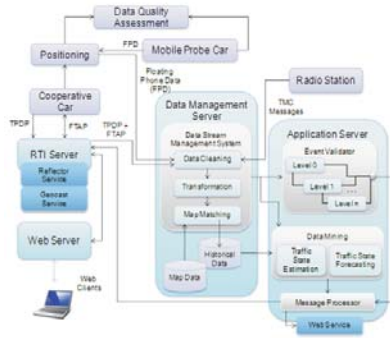 Data Quality
Assessment
FPD
Positioning
Mobile Probe Car
Floating
Phone Data
(FPD)
Radio Station
Cooperative
Car
Data Management
Server
TMC
Messages
TPDP
FTAP
TPDP +
FTAP
Data Stream
Management System
Application Server
RTI Server
Data Cleaning
Event Validator
Level 0
Reflector
Service
Transformation
Level 1
...
Geocast
Service
Map Matching
Level n
Web Server
Historical
Data
Data Mining
Traffic
State
Estimation
Traffic State
Forecasting
Map Data
Web
Clients
Message Processor
Web Service